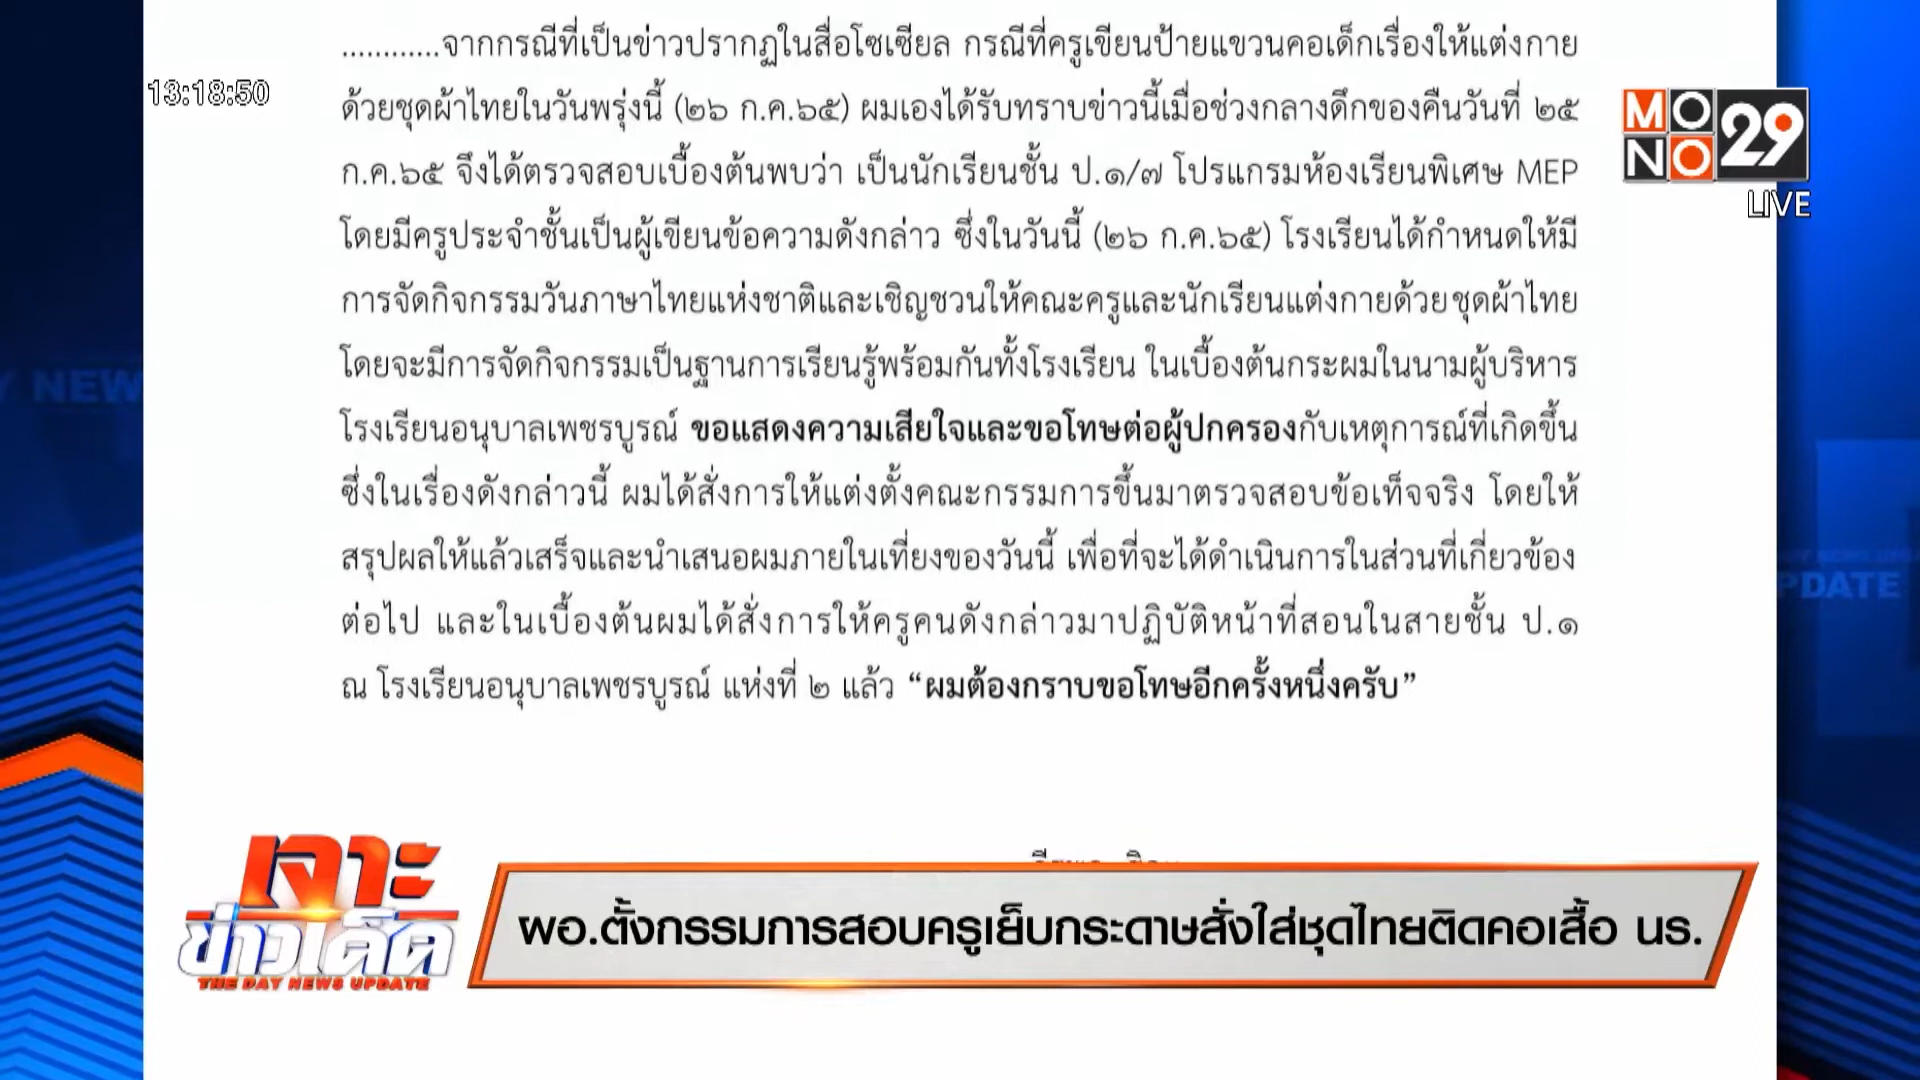 ............จากกรณีที่เป็นข่าวปรากฏในสื่อโซเซียล กรณีที่ครูเขียนป้ายแขวนคอเด็กเรื่องให้แต่งกาย
13:18:50
ด้วยชุดผ้าไทยในวันพรุ่งนี้ (๒๖ ก.ค.๖๕) ผมเองได้รับทราบข่าวนี้เมื่อช่วงกลางดึกของคืนวันที่ ๒๕
MONO 29
ก.ค.๖๕ จึงได้ตรวจสอบเบื้องต้นพบว่า เป็นนักเรียนชั้น ป.๑/๗ โปรแกรมห้องเรียนพิเศษ MEP
LIVE
โดยมีครูประจำชั้นเป็นผู้เขียนข้อความดังกล่าว ซึ่งในวันนี้ (๒๖ ก.ค.๖๕) โรงเรียนได้กำหนดให้มี
การจัดกิจกรรมวันภาษาไทยแห่งชาติและเชิญชวนให้คณะครูและนักเรียนแต่งกายด้วยชุดผ้าไทย
โดยจะมีการจัดกิจกรรมเป็นฐานการเรียนรู้พร้อมกันทั้งโรงเรียน ในเบื้องต้นกระผมในนามผู้บริหาร
โรงเรียนอนุบาลเพชรบูรณ์ ขอแสดงความเสียใจและขอโทษต่อผู้ปกครองกับเหตุการณ์ที่เกิดขึ้น
ซึ่งในเรื่องดังกล่าวนี้ ผมได้สั่งการให้แต่งตั้งคณะกรรมการขึ้นมาตรวจสอบข้อเท็จจริง โดยให้
สรุปผลให้แล้วเสร็จและนำเสนอผมภายในเที่ยงของวันนี้ เพื่อที่จะได้ดำเนินการในส่วนที่เกี่ยวข้อง
ต่อไป และในเบื้องต้นผมได้สั่งการให้ครูคนดังกล่าวมาปฏิบัติหน้าที่สอนในสายชั้น ป.๑
ณ โรงเรียนอนุบาลเพชรบูรณ์ แห่งที่ ๒ แล้ว “ผมต้องกราบขอโทษอีกครั้งหนึ่งครับ”
เจาะ
ข่าวเด็ด
THE DAY NEWS UPDATE
ผอ.ตั้งกรรมการสอบครูเย็บกระดาษสั่งใส่ชุดไทยติดคอเสื้อ นร.